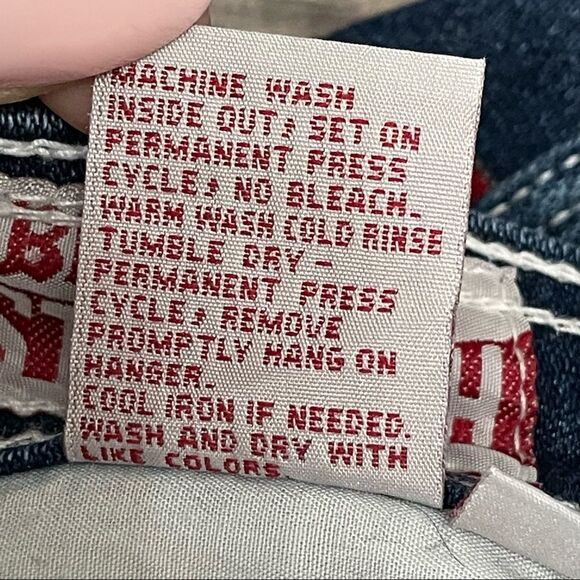 MACHINE WASH
INSIDE OUT, SET ON
PERMANENT PRESS
CYCLE, NO BLEACH.
WARM WASH COLD RINSE
TUMBLE DRY -
PERMANENT PRESS
CYCLE, REMOVE
PROMPTLY HANG ON
HANGER.
COOL IRON IF NEEDED.
WASH AND DRY WITH
LIKE COLORS.